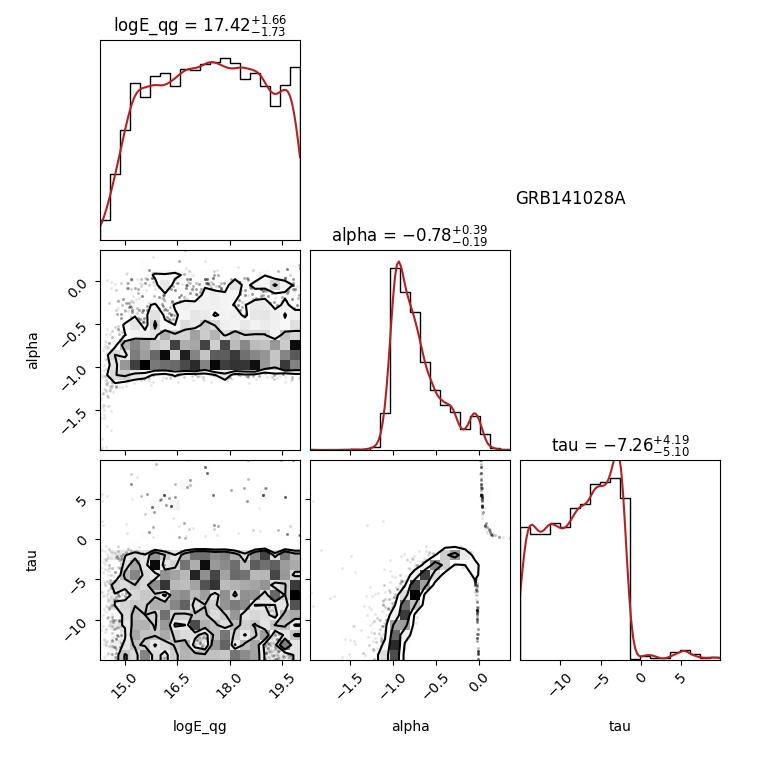 logE_qg = 17.42+1.66−1.73
GRB141028A
alpha = −0.78+0.39−0.19
alpha
0.0
−0.5
−1.0
−1.5
tau = −7.26+4.19−5.10
tau
5
0
−5
−10
15.0 16.5 18.0 19.5
−1.5 −1.0 −0.5 0.0
−10 −5 0 5
logE_qg alpha tau